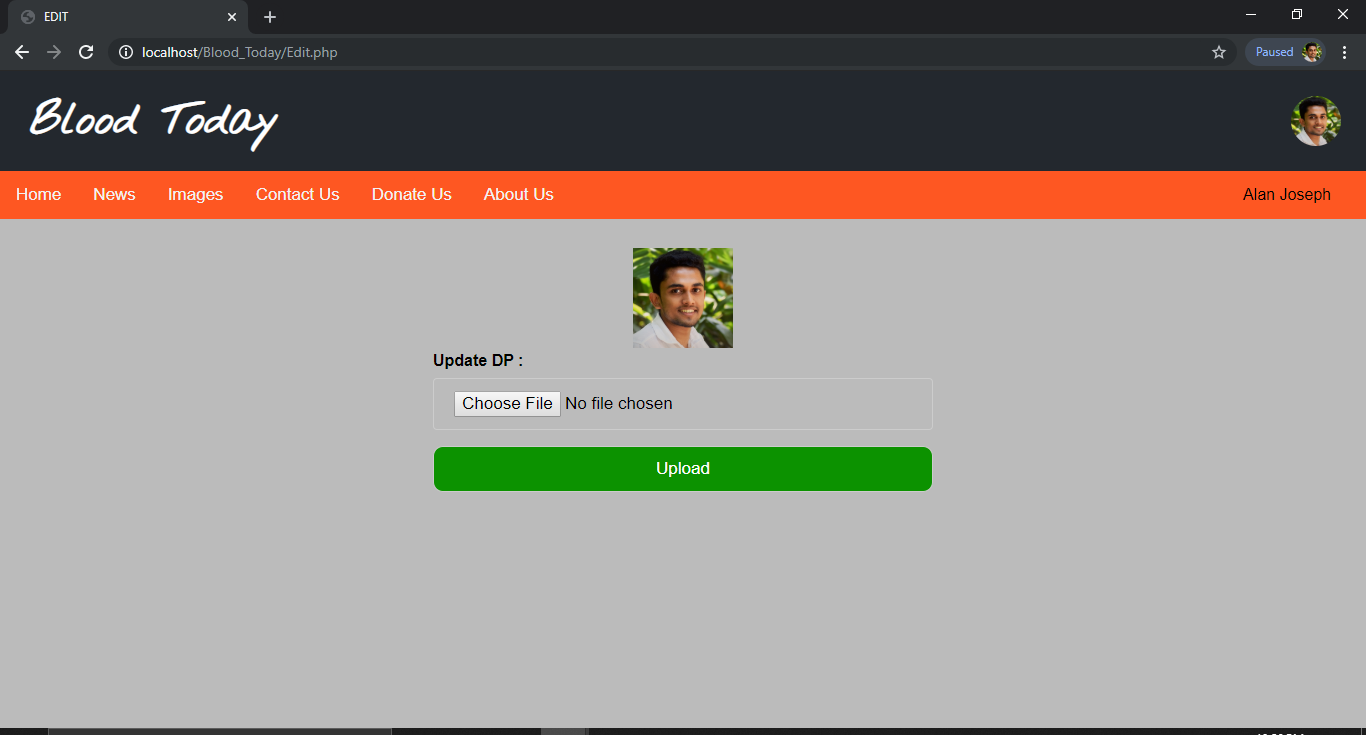 EDIT
localhost/Blood_Today/Edit.php
Paused
Blood Today
Home News Images Contact Us Donate Us About Us Alan Joseph
Update DP :
Choose File No file chosen
Upload